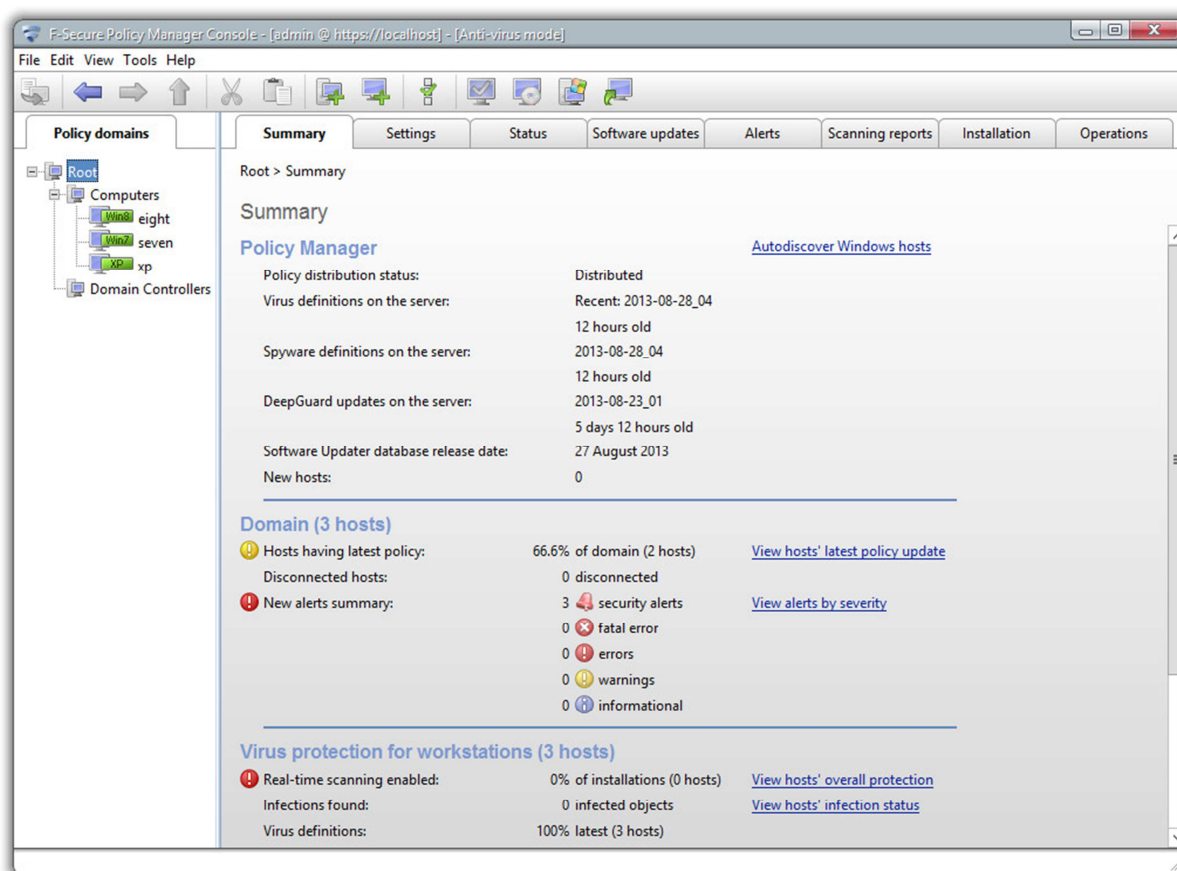 F-Secure Policy Manager Console - [admin @ https://localhost] - [Anti-virus mode]
File Edit View Tools Help
Policy domains
Summary Settings Status Software updates Alerts Scanning reports Installation Operations
Root
Computers
Win8 eight
Win7 seven
XP xp
Domain Controllers
Root > Summary
Summary
Policy Manager Autodiscover Windows hosts
Policy distribution status: Distributed
Virus definitions on the server: Recent: 2013-08-28_04
12 hours old
Spyware definitions on the server: 2013-08-28_04
12 hours old
DeepGuard updates on the server: 2013-08-23_01
5 days 12 hours old
Software Updater database release date: 27 August 2013
New hosts: 0
Domain (3 hosts)
Hosts having latest policy: 66.6% of domain (2 hosts) View hosts' latest policy update
Disconnected hosts: 0 disconnected
New alerts summary: 3 security alerts View alerts by severity
0 fatal error
0 errors
0 warnings
0 informational
Virus protection for workstations (3 hosts)
Real-time scanning enabled: 0% of installations (0 hosts) View hosts' overall protection
Infections found: 0 infected objects View hosts' infection status
Virus definitions: 100% latest (3 hosts)